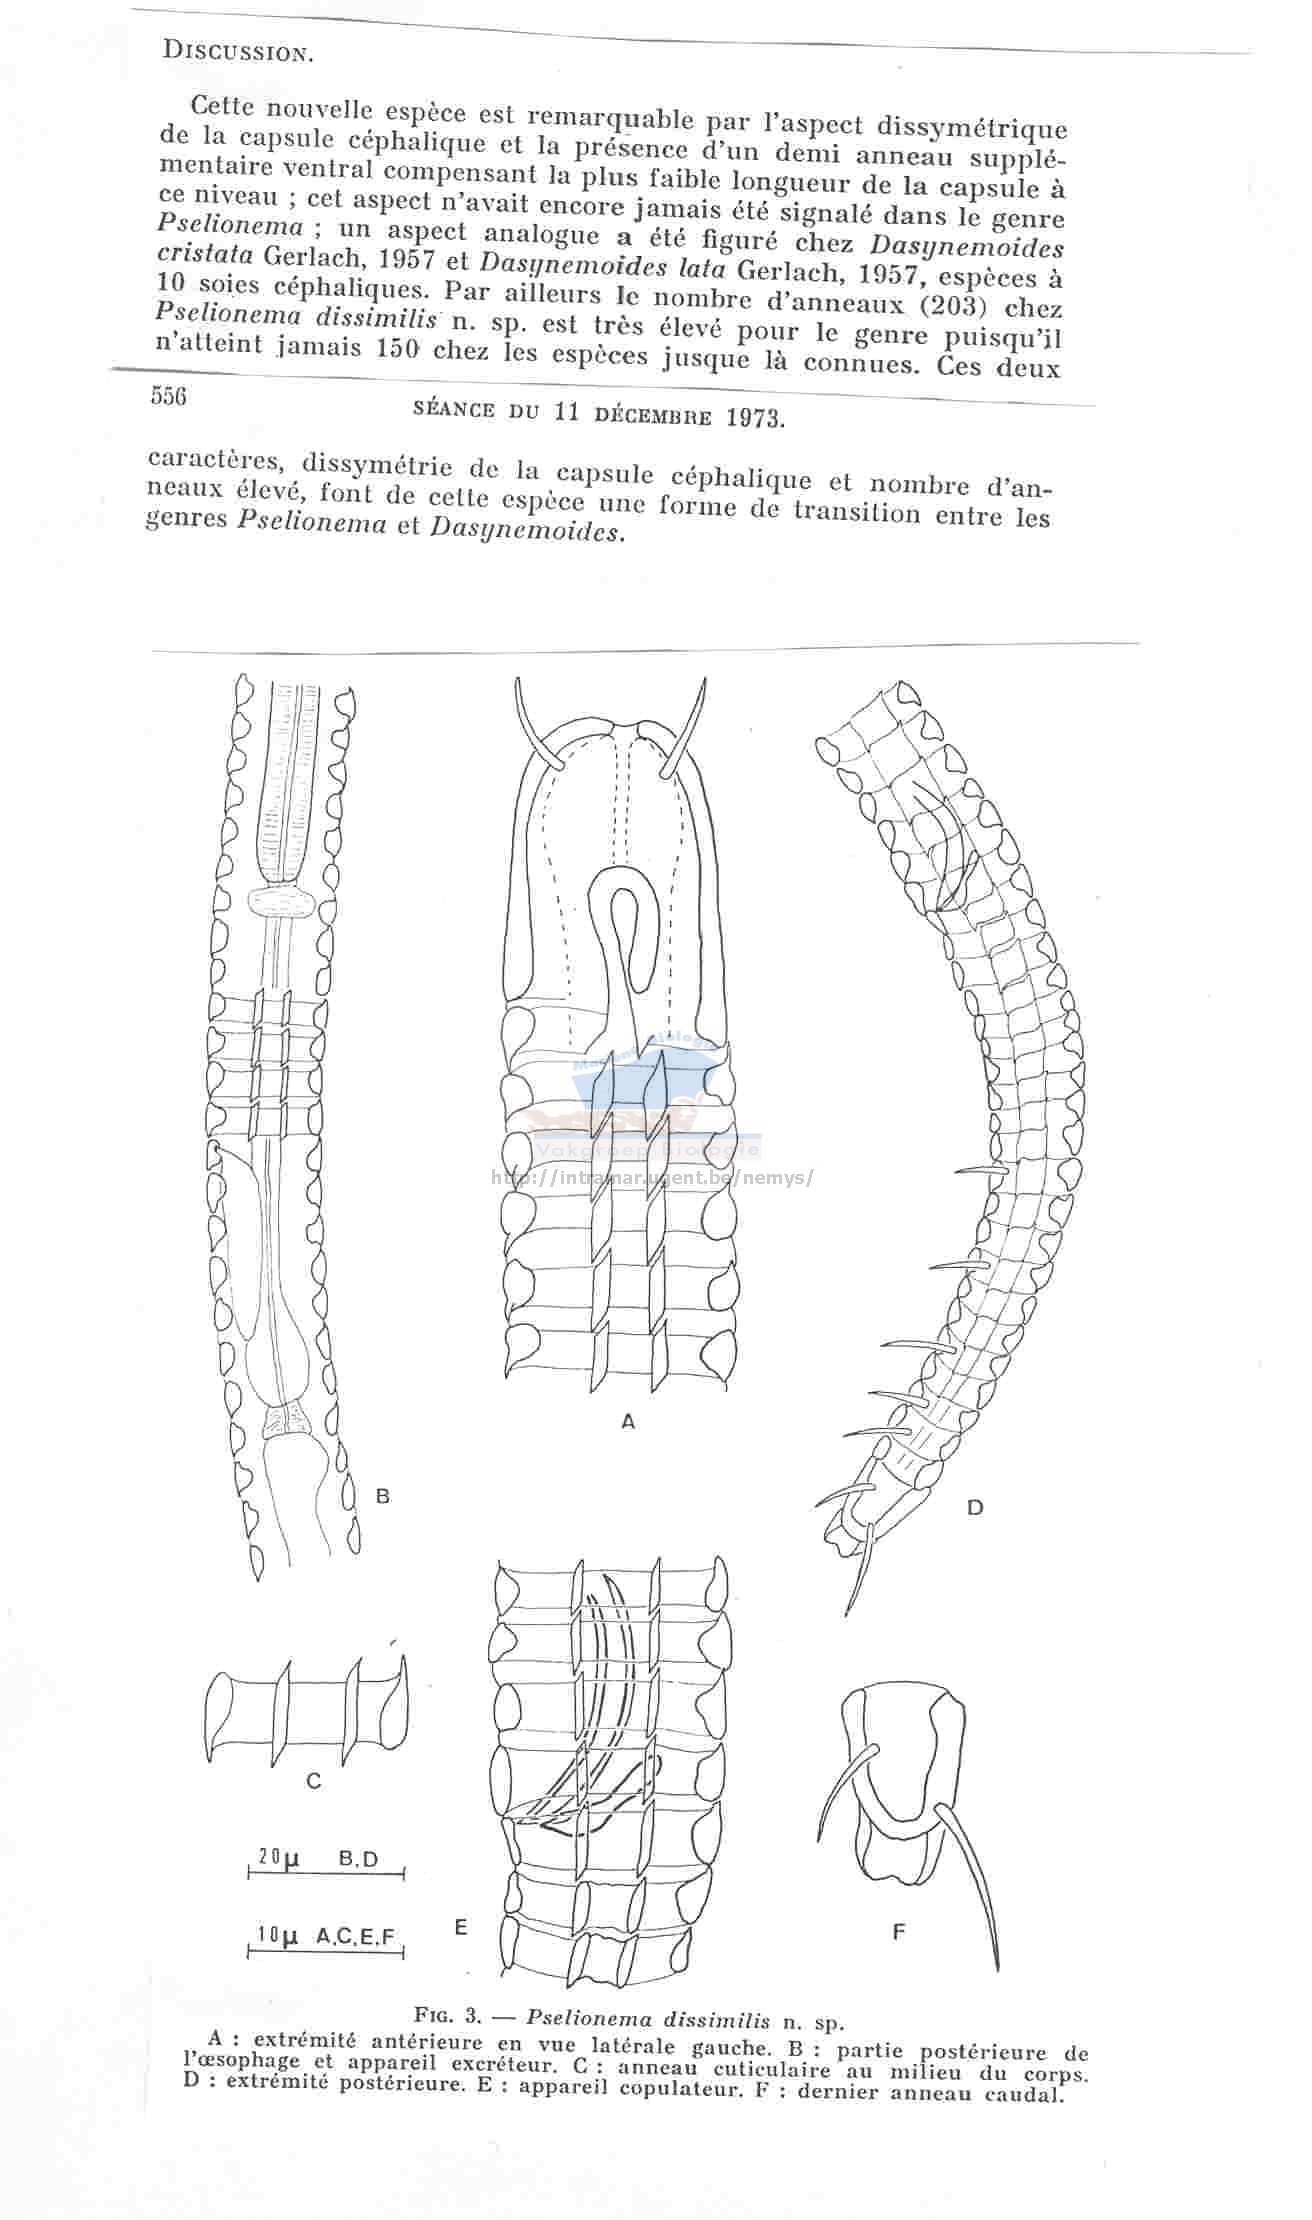 DISCUSSION.
Cette nouvelle espèce est remarquable par l'aspect dissymétrique
de la capsule céphalique et la présence d'un demi anneau supplé-
mentaire ventral compensant la plus faible longueur de la capsule à
ce niveau ; cet aspect n'avait encore jamais été signalé dans le genre
Pselionema ; un aspect analogue a été figuré chez Dasynemoides
cristata Gerlach, 1957 et Dasynemoides lata Gerlach, 1957, espèces à
10 soies céphaliques. Par ailleurs le nombre d'anneaux (203) chez
Pselionema dissimilis n. sp. est très élevé pour le genre puisqu'il
n'atteint jamais 150 chez les espèces jusque là connues. Ces deux
556
SÉANCE DU 11 DÉCEMBRE 1973.
caractères, dissymétrie de la capsule céphalique et nombre d'an-
neaux élevé, font de cette espèce une forme de transition entre les
genres Pselionema et Dasynemoides.
Mariene Biologie
Vakgroep Biologie
http://intramar.ugent.be/nemys/
A
B
D
C
20µ B.D
10µ A.C.E.F
E
F
FIG. 3. — Pselionema dissimilis n. sp.
A : extrémité antérieure en vue latérale gauche. B : partie postérieure de
l'œsophage et appareil excréteur. C : anneau cuticulaire au milieu du corps.
D : extrémité postérieure. E : appareil copulateur. F : dernier anneau caudal.